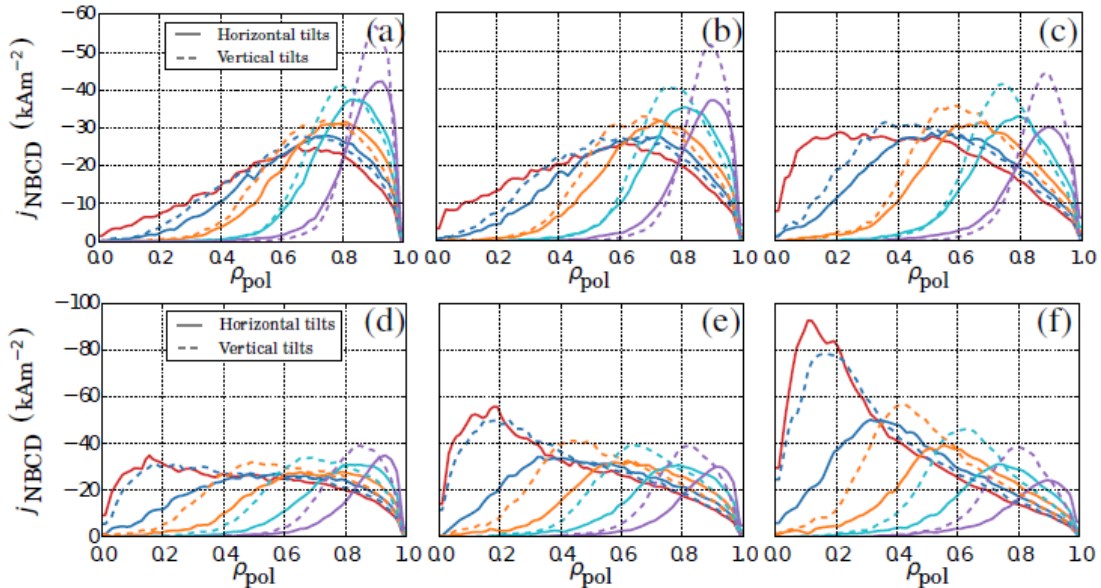 −60
−50
−40
−30
−20
−10
0
j NBCD (kAm−2)
Horizontal tilts
Vertical tilts
(a)
(b)
(c)
0.0 0.2 0.4 0.6 0.8 1.0
ρpol
0.0 0.2 0.4 0.6 0.8 1.0
ρpol
0.0 0.2 0.4 0.6 0.8 1.0
ρpol
−100
−80
−60
−40
−20
0
j NBCD (kAm−2)
Horizontal tilts
Vertical tilts
(d)
(e)
(f)
0.0 0.2 0.4 0.6 0.8 1.0
ρpol
0.0 0.2 0.4 0.6 0.8 1.0
ρpol
0.0 0.2 0.4 0.6 0.8 1.0
ρpol